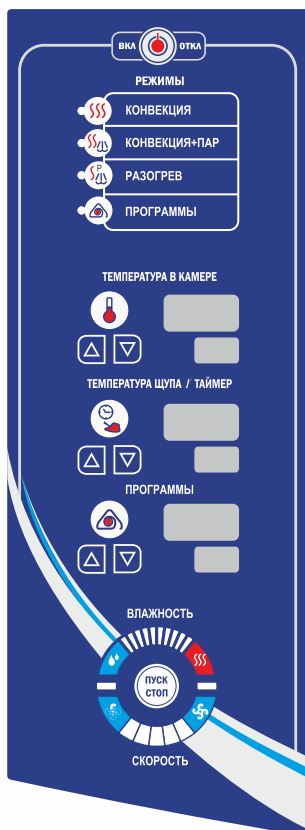 ВКЛ ОТКЛ
РЕЖИМЫ
КОНВЕКЦИЯ
КОНВЕКЦИЯ+ПАР
РАЗОГРЕВ
ПРОГРАММЫ
ТЕМПЕРАТУРА В КАМЕРЕ
ТЕМПЕРАТУРА ЩУПА / ТАЙМЕР
ПРОГРАММЫ
ВЛАЖНОСТЬ
ПУСК
СТОП
СКОРОСТЬ